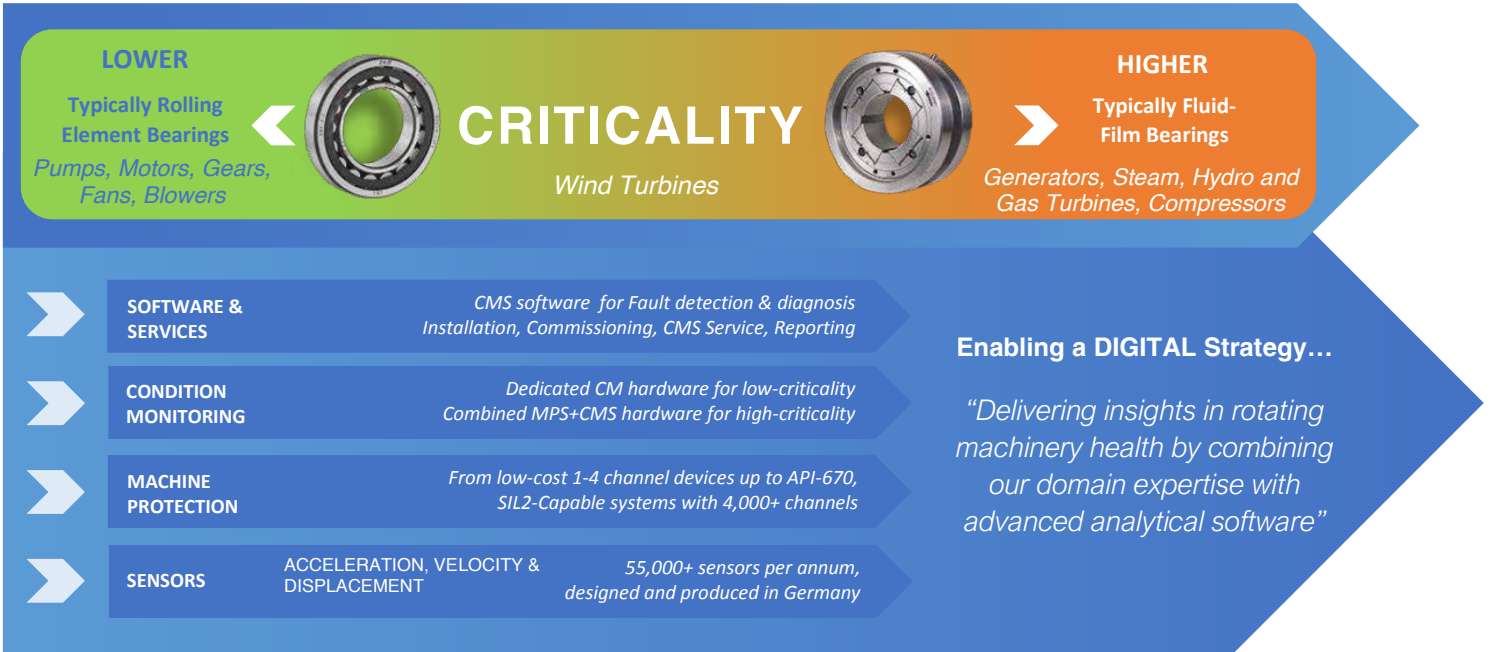 LOWER
Typically Rolling
Element Bearings
Pumps, Motors, Gears,
Fans, Blowers
CRITICALITY
Wind Turbines
HIGHER
Typically Fluid-
Film Bearings
Generators, Steam, Hydro and
Gas Turbines, Compressors
SOFTWARE &
SERVICES
CMS software for Fault detection & diagnosis
Installation, Commissioning, CMS Service, Reporting
CONDITION
MONITORING
Dedicated CM hardware for low-criticality
Combined MPS+CMS hardware for high-criticality
MACHINE
PROTECTION
From low-cost 1-4 channel devices up to API-670,
SIL2-Capable systems with 4,000+ channels
SENSORS
ACCELERATION, VELOCITY &
DISPLACEMENT
55,000+ sensors per annum,
designed and produced in Germany
Enabling a DIGITAL Strategy…
“Delivering insights in rotating
machinery health by combining
our domain expertise with
advanced analytical software”